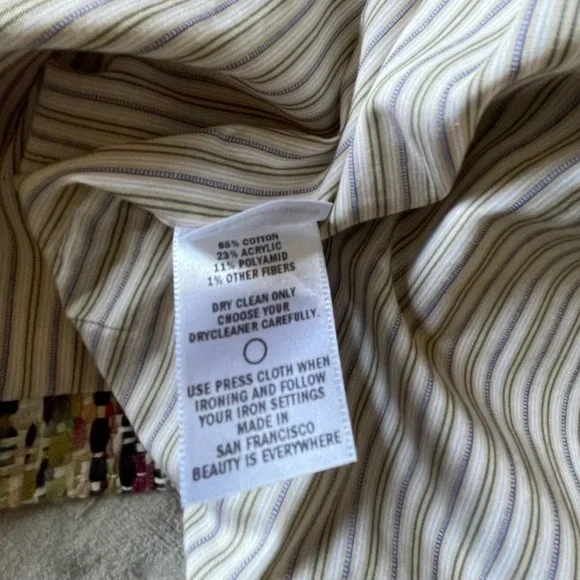 65% COTTON
23% ACRYLIC
11% POLYAMID
1% OTHER FIBERS
DRY CLEAN ONLY
CHOOSE YOUR
DRYCLEANER CAREFULLY.
USE PRESS CLOTH WHEN
IRONING AND FOLLOW
YOUR IRON SETTINGS
MADE IN
SAN FRANCISCO
BEAUTY IS EVERYWHERE